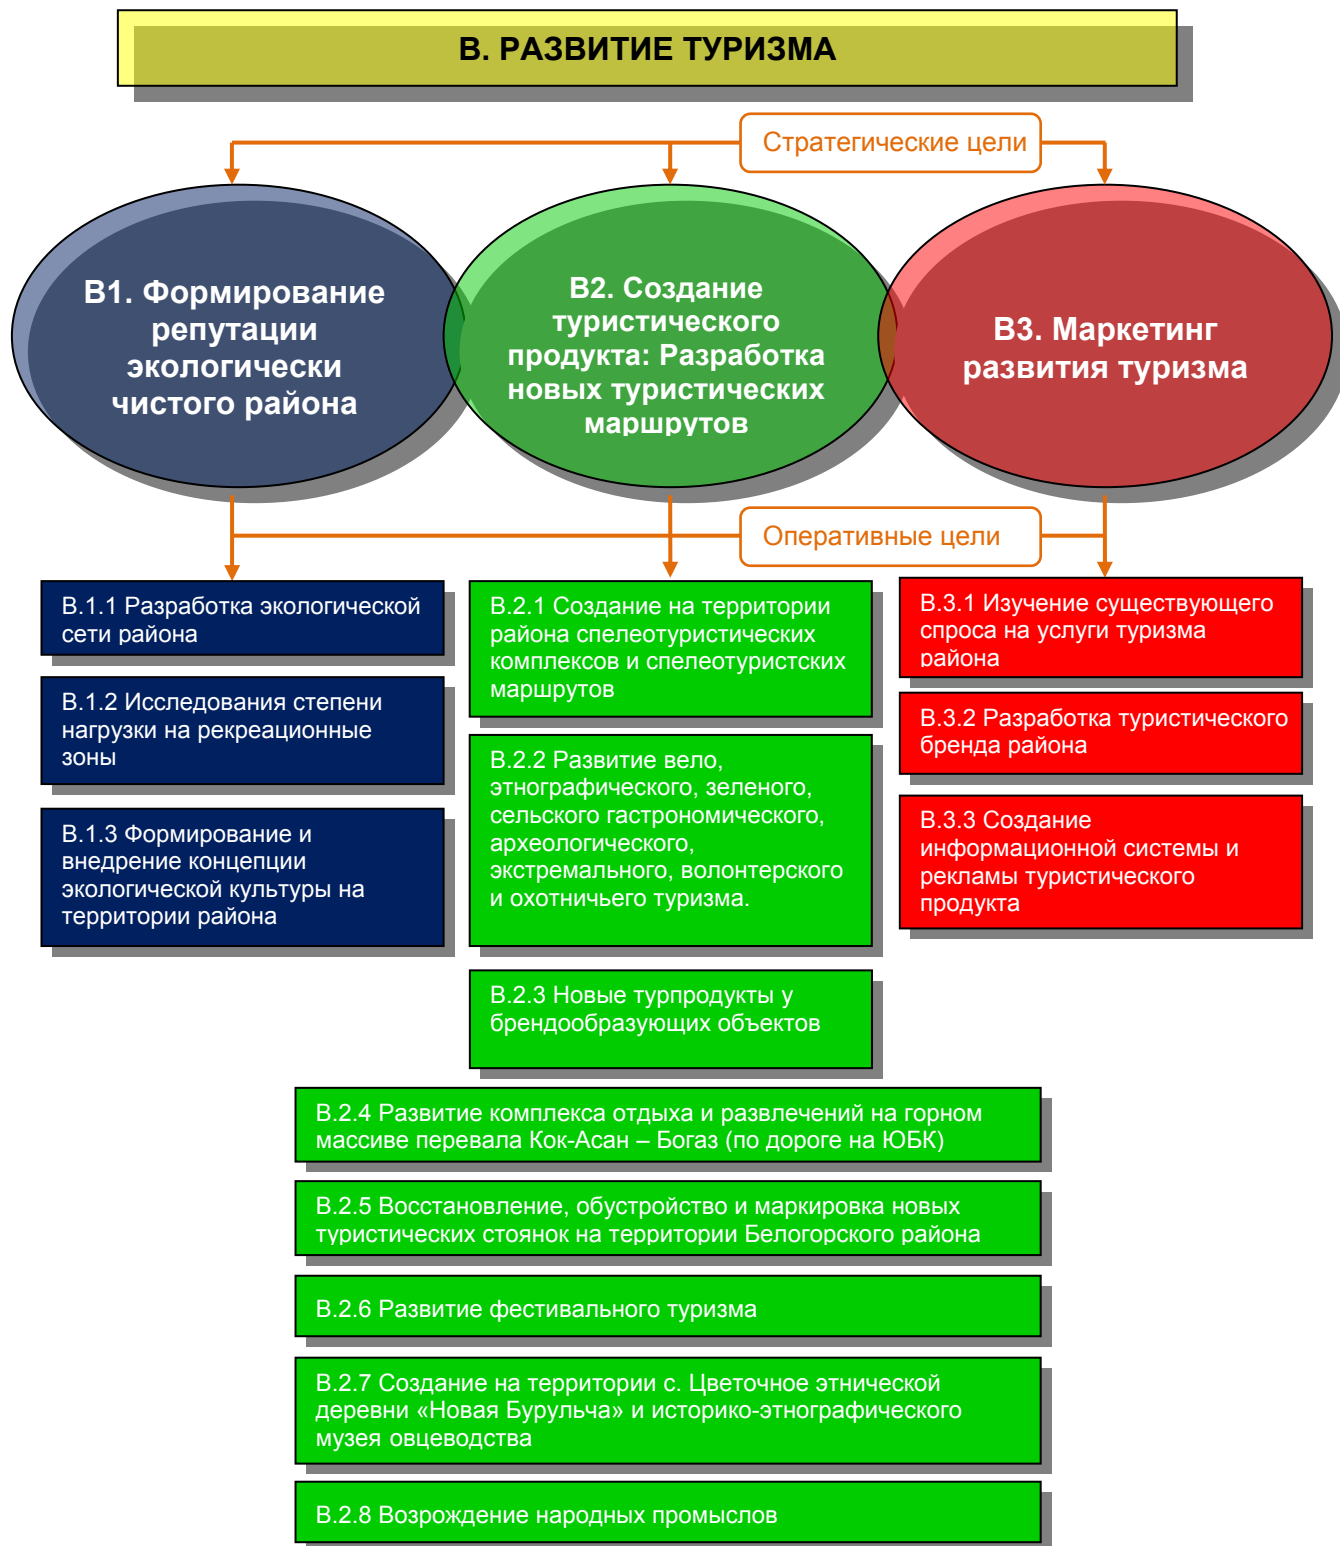 В. РАЗВИТИЕ ТУРИЗМА
Стратегические цели
В1. Формирование
репутации
экологически
чистого района
В2. Создание
туристического
продукта: Разработка
новых туристических
маршрутов
В3. Маркетинг
развития туризма
Оперативные цели
В.1.1 Разработка экологической
сети района
В.1.2 Исследования степени
нагрузки на рекреационные
зоны
В.1.3 Формирование и
внедрение концепции
экологической культуры на
территории района
В.2.1 Создание на территории
района спелеотуристических
комплексов и спелеотуристских
маршрутов
В.2.2 Развитие вело,
этнографического, зеленого,
сельского гастрономического,
археологического,
экстремального, волонтерского
и охотничьего туризма.
В.2.3 Новые турпродукты у
брендообразующих объектов
В.3.1 Изучение существующего
спроса на услуги туризма
района
В.3.2 Разработка туристического
бренда района
В.3.3 Создание
информационной системы и
рекламы туристического
продукта
В.2.4 Развитие комплекса отдыха и развлечений на горном
массиве перевала Кок-Асан – Богаз (по дороге на ЮБК)
В.2.5 Восстановление, обустройство и маркировка новых
туристических стоянок на территории Белогорского района
В.2.6 Развитие фестивального туризма
В.2.7 Создание на территории с. Цветочное этнической
деревни «Новая Бурульча» и историко-этнографического
музея овцеводства
В.2.8 Возрождение народных промыслов